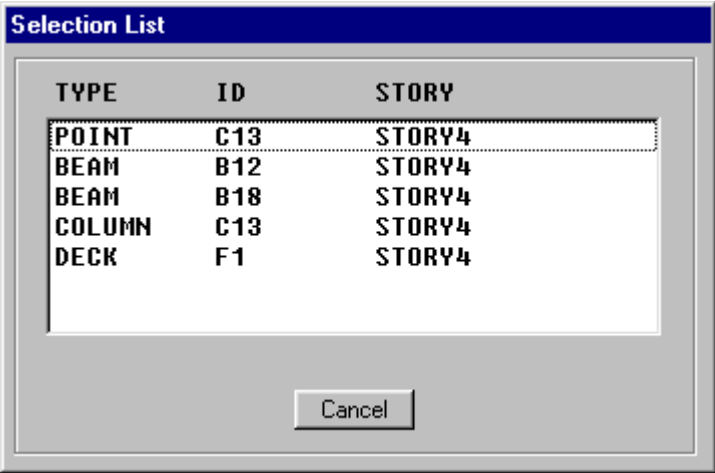 Selection List
TYPE ID STORY
POINT C13 STORY4
BEAM B12 STORY4
BEAM B18 STORY4
COLUMN C13 STORY4
DECK F1 STORY4
Cancel